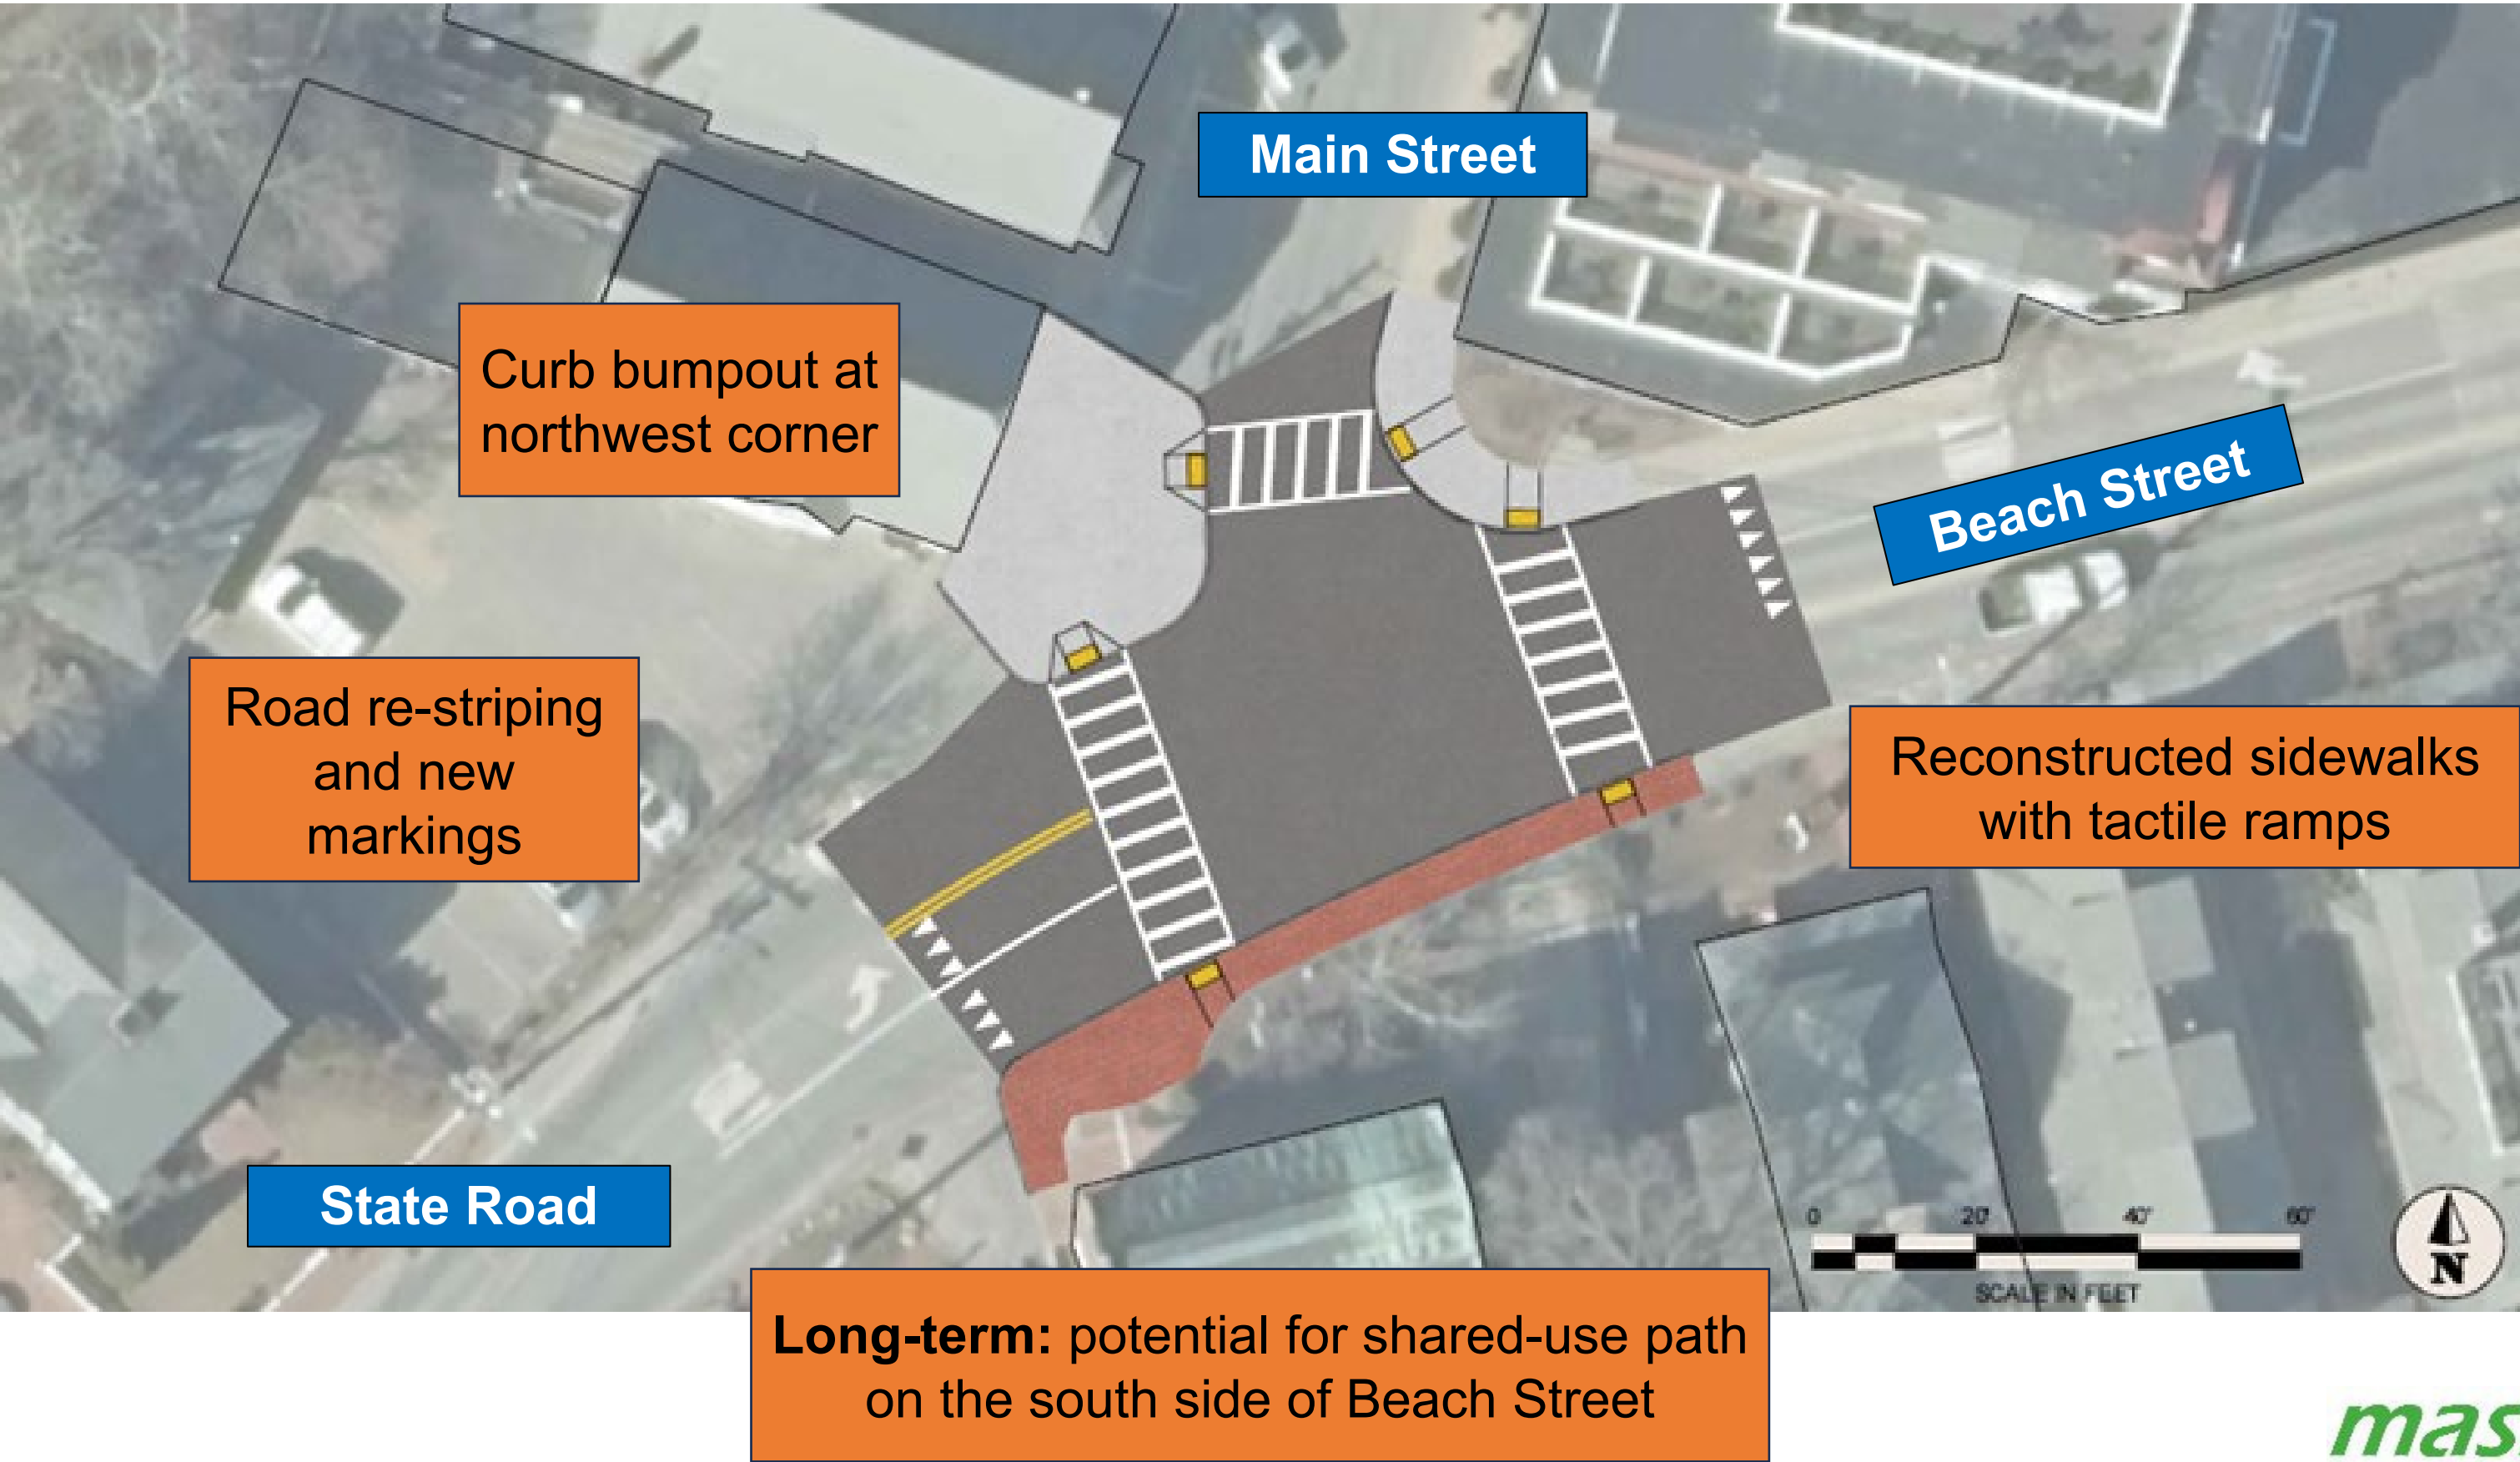 Main Street
Curb bumpout at
northwest corner
Beach Street
Road re-striping
and new
markings
Reconstructed sidewalks
with tactile ramps
State Road
0 20' 40' 60'
SCALE IN FEET
N
Long-term: potential for shared-use path
on the south side of Beach Street
mas